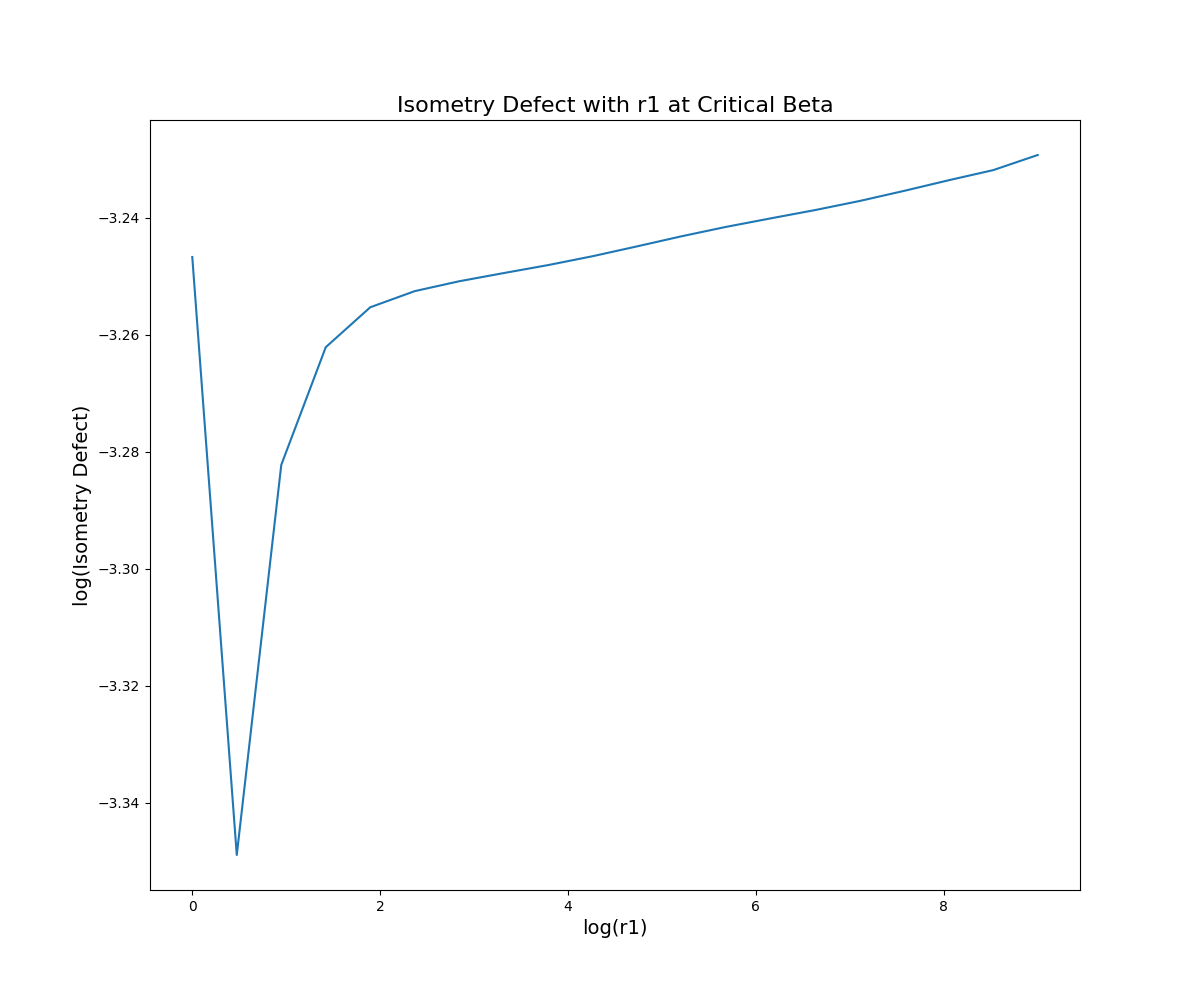 Isometry Defect with r1 at Critical Beta
log(Isometry Defect)
−3.24
−3.26
−3.28
−3.30
−3.32
−3.34
0 2 4 6 8
log(r1)